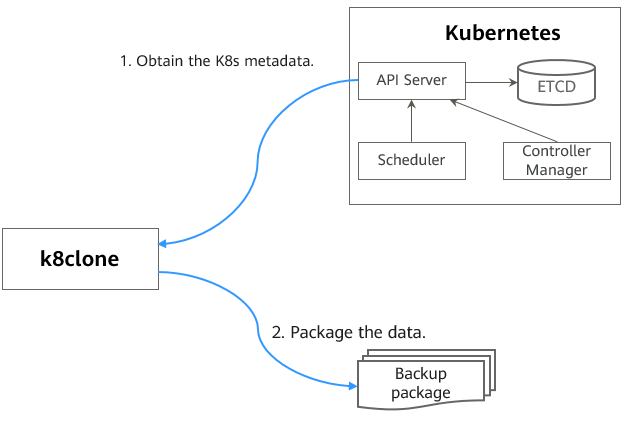 Kubernetes
1. Obtain the K8s metadata.
API Server
ETCD
Scheduler
Controller
Manager
k8clone
2. Package the data.
Backup
package